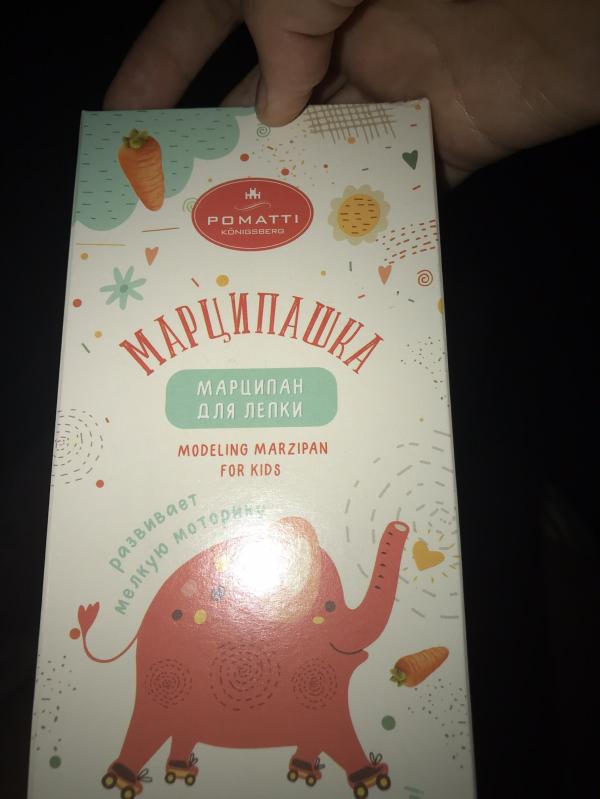 POMATTI
KÖNIGSBERG
МАРЦИПАШКА
МАРЦИПАН
ДЛЯ ЛЕПКИ
MODELING MARZIPAN
FOR KIDS
развивает
мелкую моторику